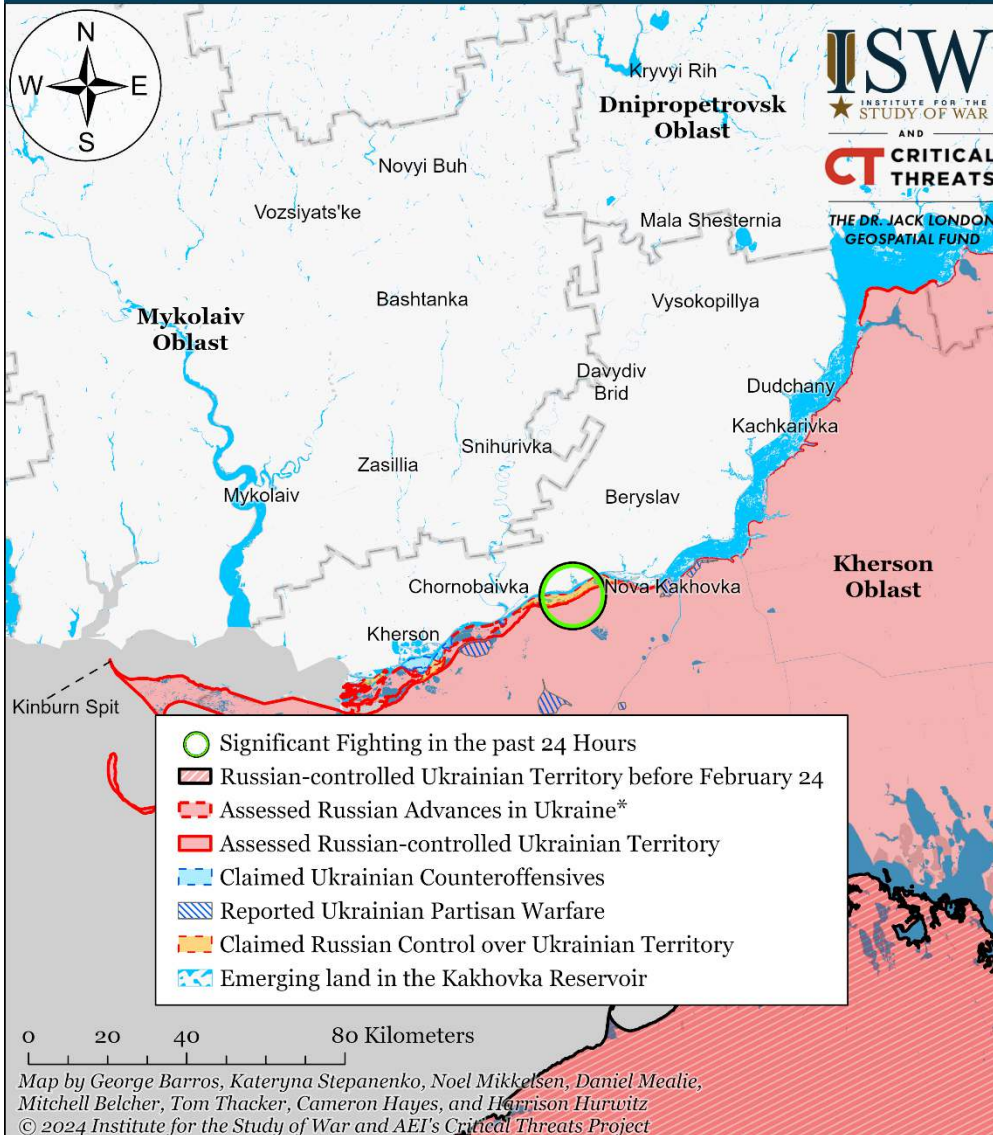 N
W
E
S
Kryvyi Rih
Dnipropetrovsk
Oblast
ISW
INSTITUTE FOR THE
STUDY OF WAR
AND
CT CRITICAL
THREATS
THE DR. JACK LONDON
GEOSPATIAL FUND
Novyi Buh
Vozsiyats'ke
Mala Shesternia
Bashtanka
Vysokopillya
Mykolaiv
Oblast
Davydiv
Brid
Dudchany
Kachkarivka
Snihurivka
Zasillia
Mykolaiv
Beryslav
Kherson
Oblast
Chornobaivka
Nova Kakhovka
Kherson
Kinburn Spit
Significant Fighting in the past 24 Hours
Russian-controlled Ukrainian Territory before February 24
Assessed Russian Advances in Ukraine*
Assessed Russian-controlled Ukrainian Territory
Claimed Ukrainian Counteroffensives
Reported Ukrainian Partisan Warfare
Claimed Russian Control over Ukrainian Territory
Emerging land in the Kakhovka Reservoir
0 20 40 80 Kilometers
Map by George Barros, Kateryna Stepanenko, Noel Mikkelsen, Daniel Mealie,
Mitchell Belcher, Tom Thacker, Cameron Hayes, and Harrison Hurwitz
© 2024 Institute for the Study of War and AEI's Critical Threats Project